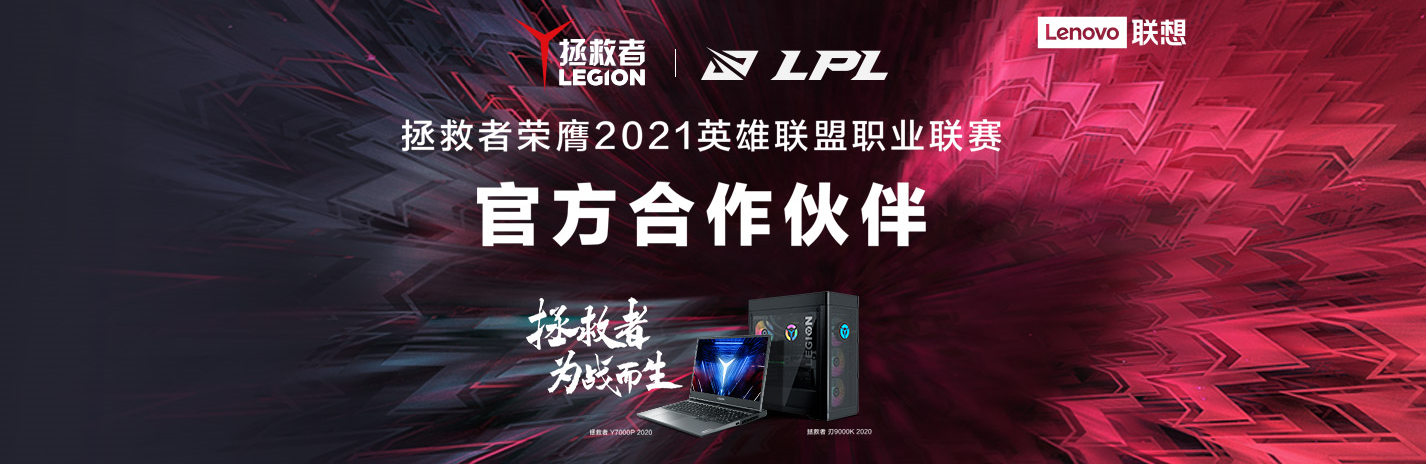 拯救者
LEGION
LPL
Lenovo 联想
拯救者荣膺2021英雄联盟职业联赛
官方合作伙伴
拯救者
为战而生
LEGION
拯救者 Y7000P 2020
拯救者 刃9000K 2020